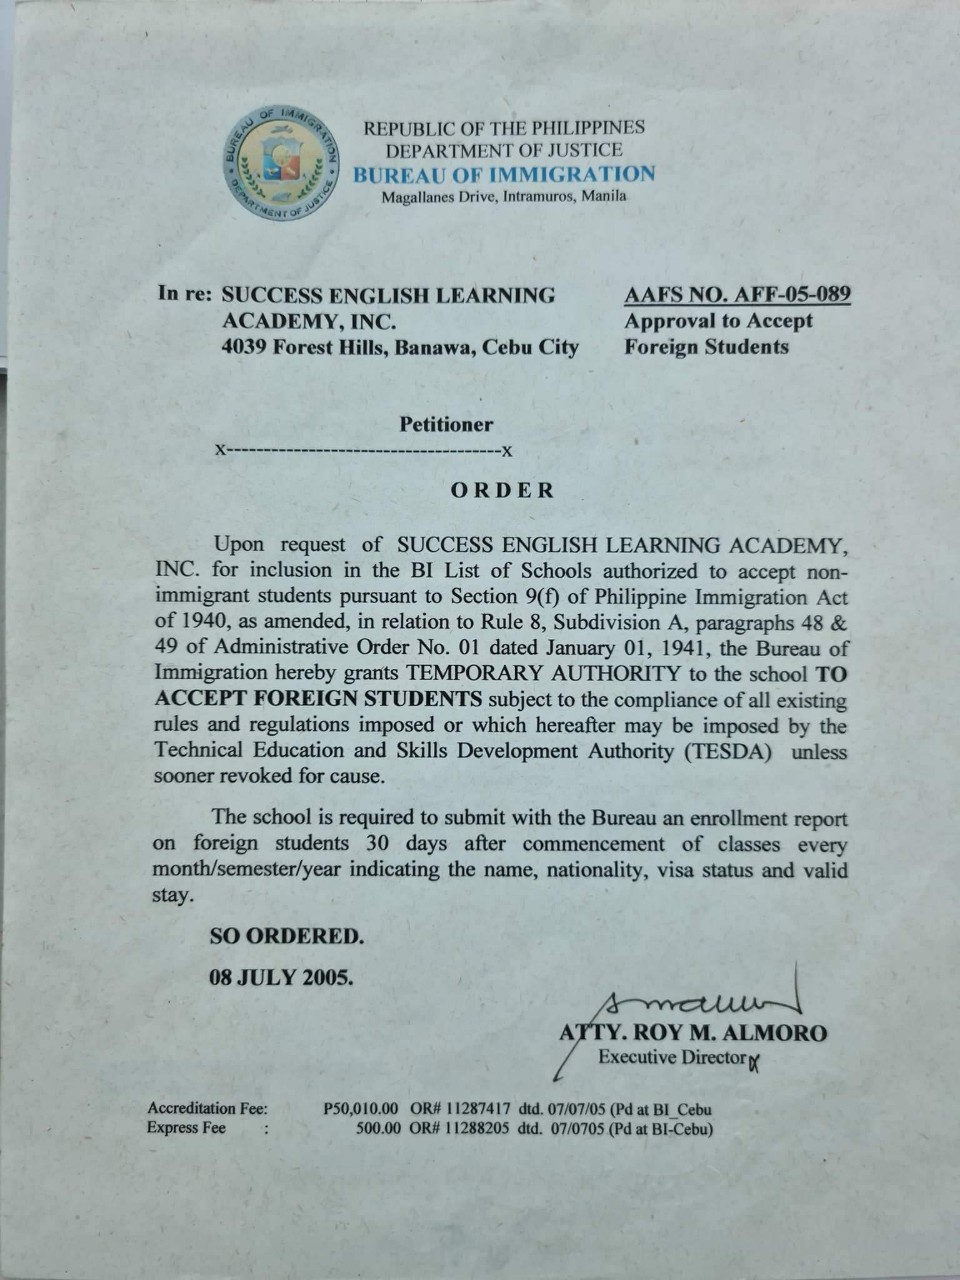 BUREAU OF IMMIGRATION
DEPARTMENT OF JUSTICE
REPUBLIC OF THE PHILIPPINES
DEPARTMENT OF JUSTICE
BUREAU OF IMMIGRATION
Magallanes Drive, Intramuros, Manila
In re: SUCCESS ENGLISH LEARNING
ACADEMY, INC.
4039 Forest Hills, Banawa, Cebu City
AAFS NO. AFF-05-089
Approval to Accept
Foreign Students
Petitioner
x-------------------------------------x
O R D E R
Upon request of SUCCESS ENGLISH LEARNING ACADEMY,
INC. for inclusion in the BI List of Schools authorized to accept non-
immigrant students pursuant to Section 9(f) of Philippine Immigration Act
of 1940, as amended, in relation to Rule 8, Subdivision A, paragraphs 48 &
49 of Administrative Order No. 01 dated January 01, 1941, the Bureau of
Immigration hereby grants TEMPORARY AUTHORITY to the school TO
ACCEPT FOREIGN STUDENTS subject to the compliance of all existing
rules and regulations imposed or which hereafter may be imposed by the
Technical Education and Skills Development Authority (TESDA) unless
sooner revoked for cause.
The school is required to submit with the Bureau an enrollment report
on foreign students 30 days after commencement of classes every
month/semester/year indicating the name, nationality, visa status and valid
stay.
SO ORDERED.
08 JULY 2005.
ATTY. ROY M. ALMORO
Executive Director
Accreditation Fee: P50,010.00 OR# 11287417 dtd. 07/07/05 (Pd at BI_Cebu
Express Fee : 500.00 OR# 11288205 dtd. 07/0705 (Pd at BI-Cebu)